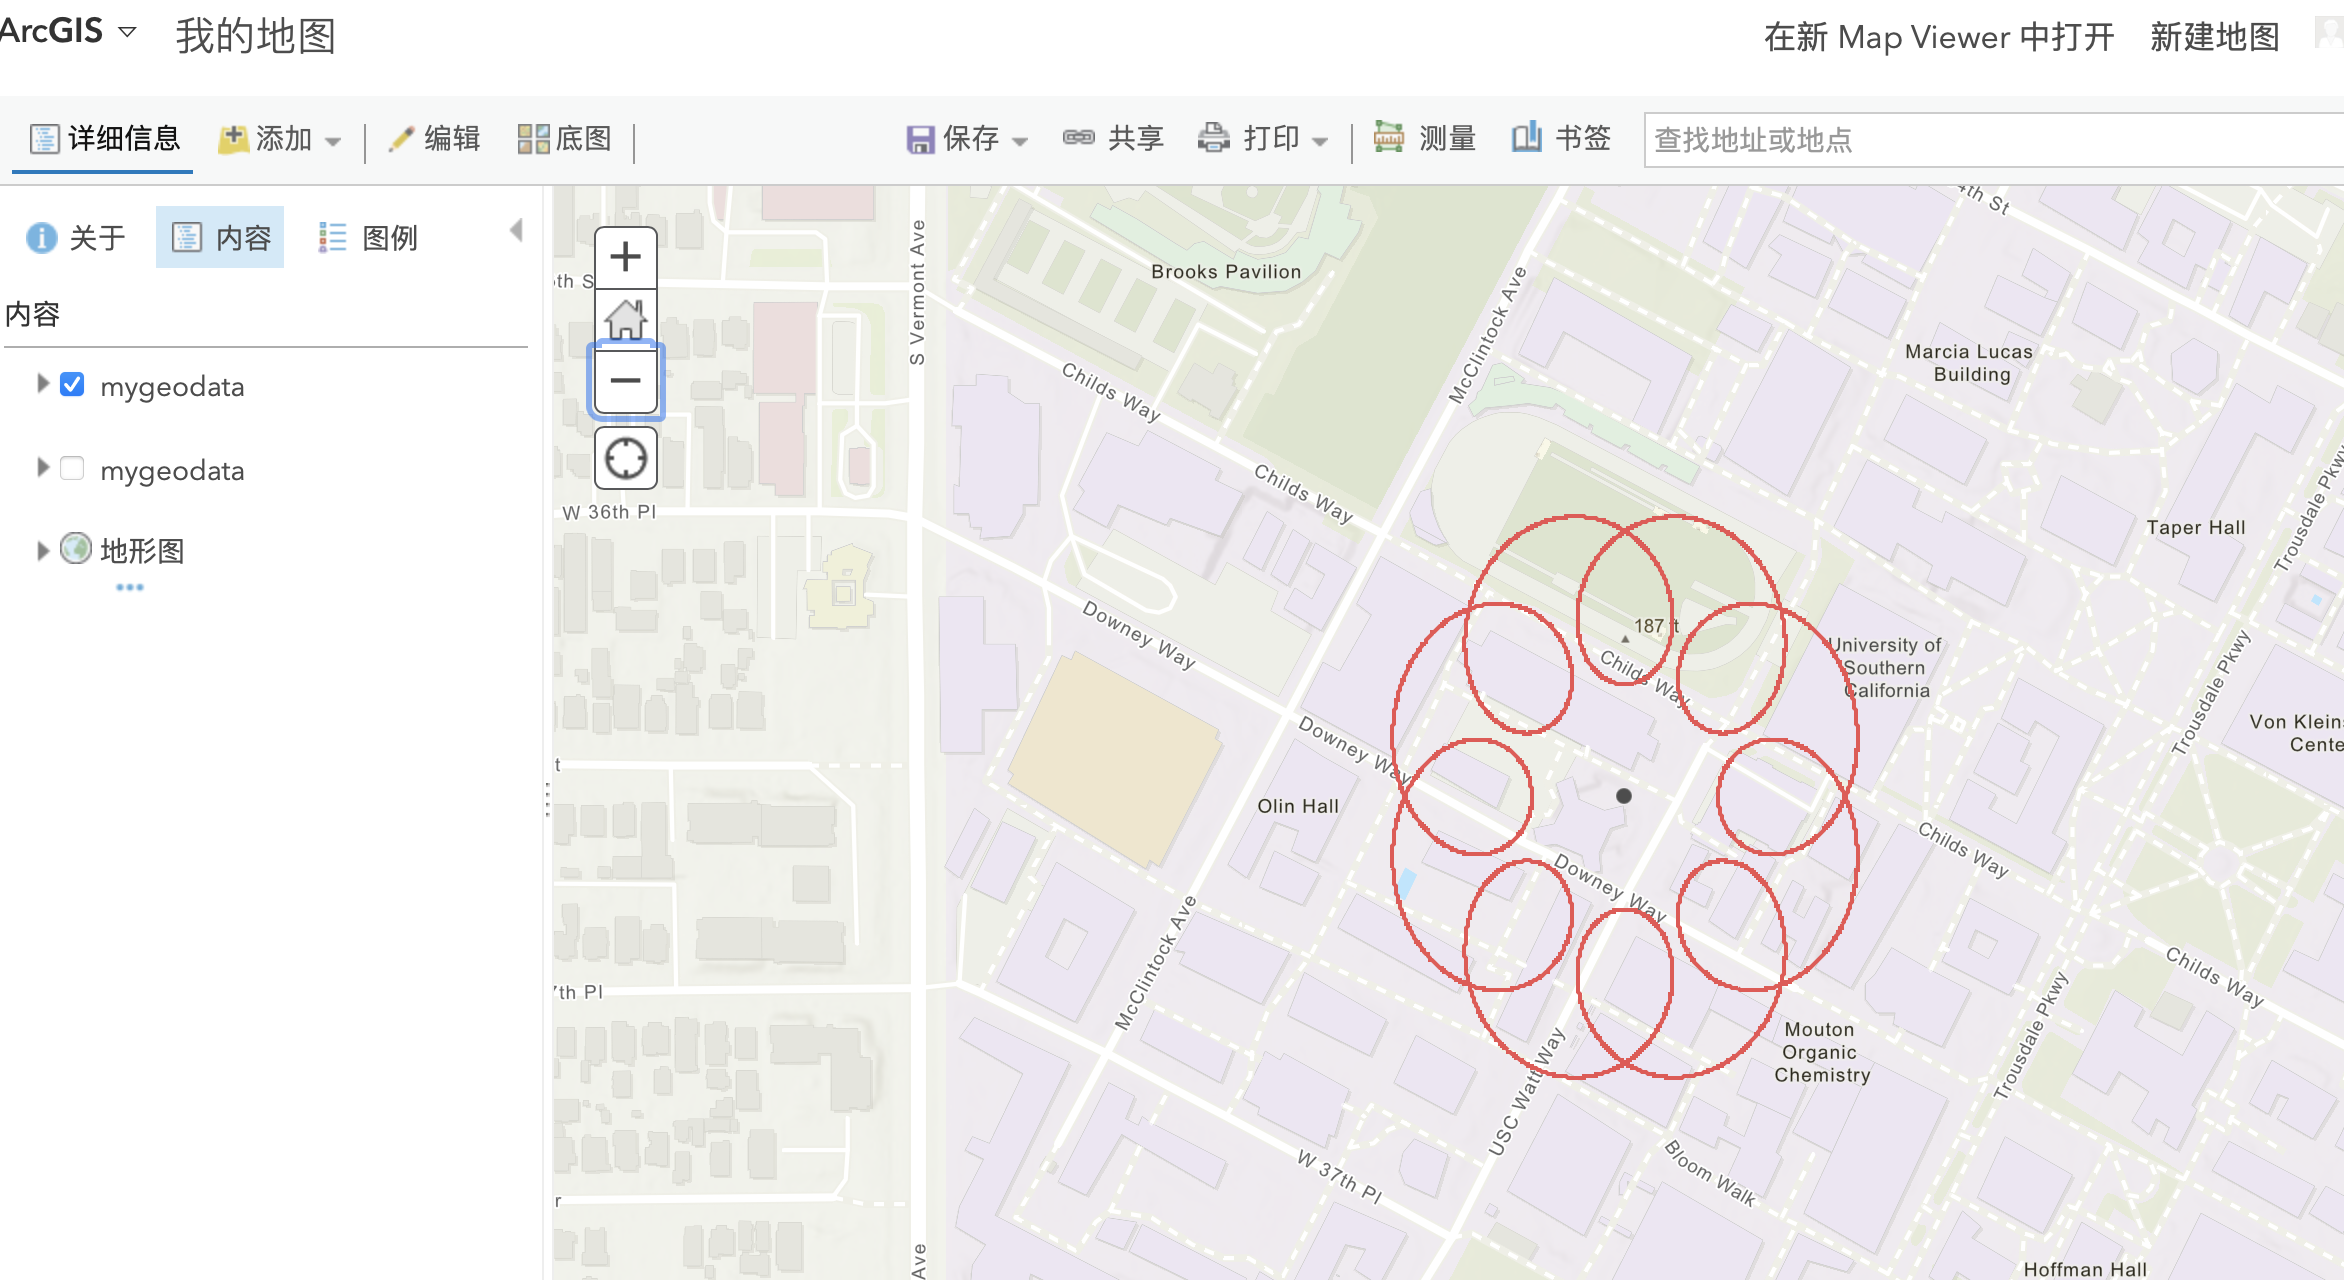 ArcGIS 我的地图 在新 Map Viewer 中打开 新建地图
详细信息 添加 编辑 底图 保存 共享 打印 测量 书签 查找地址或地点
关于 内容 图例
内容
mygeodata
mygeodata
地形图
4th St
S Vermont Ave
Brooks Pavilion
McClintock Ave
th S
Marcia Lucas
Building
Childs Way
Childs Way
Trousdale Pkwy
W 36th Pl
Taper Hall
Downey Way
187 ft
University of
Southern
California
Childs Way
Trousdale Pkwy
Von Kleins
Cente
Downey Way
t
Olin Hall
Childs Way
Downey Way
McClintock Ave
Childs Way
7th Pl
Trousdale Pkwy
Mouton
Organic
Chemistry
USC Watt Way
Bloom Walk
W 37th Pl
r
Ave
Hoffman Hall